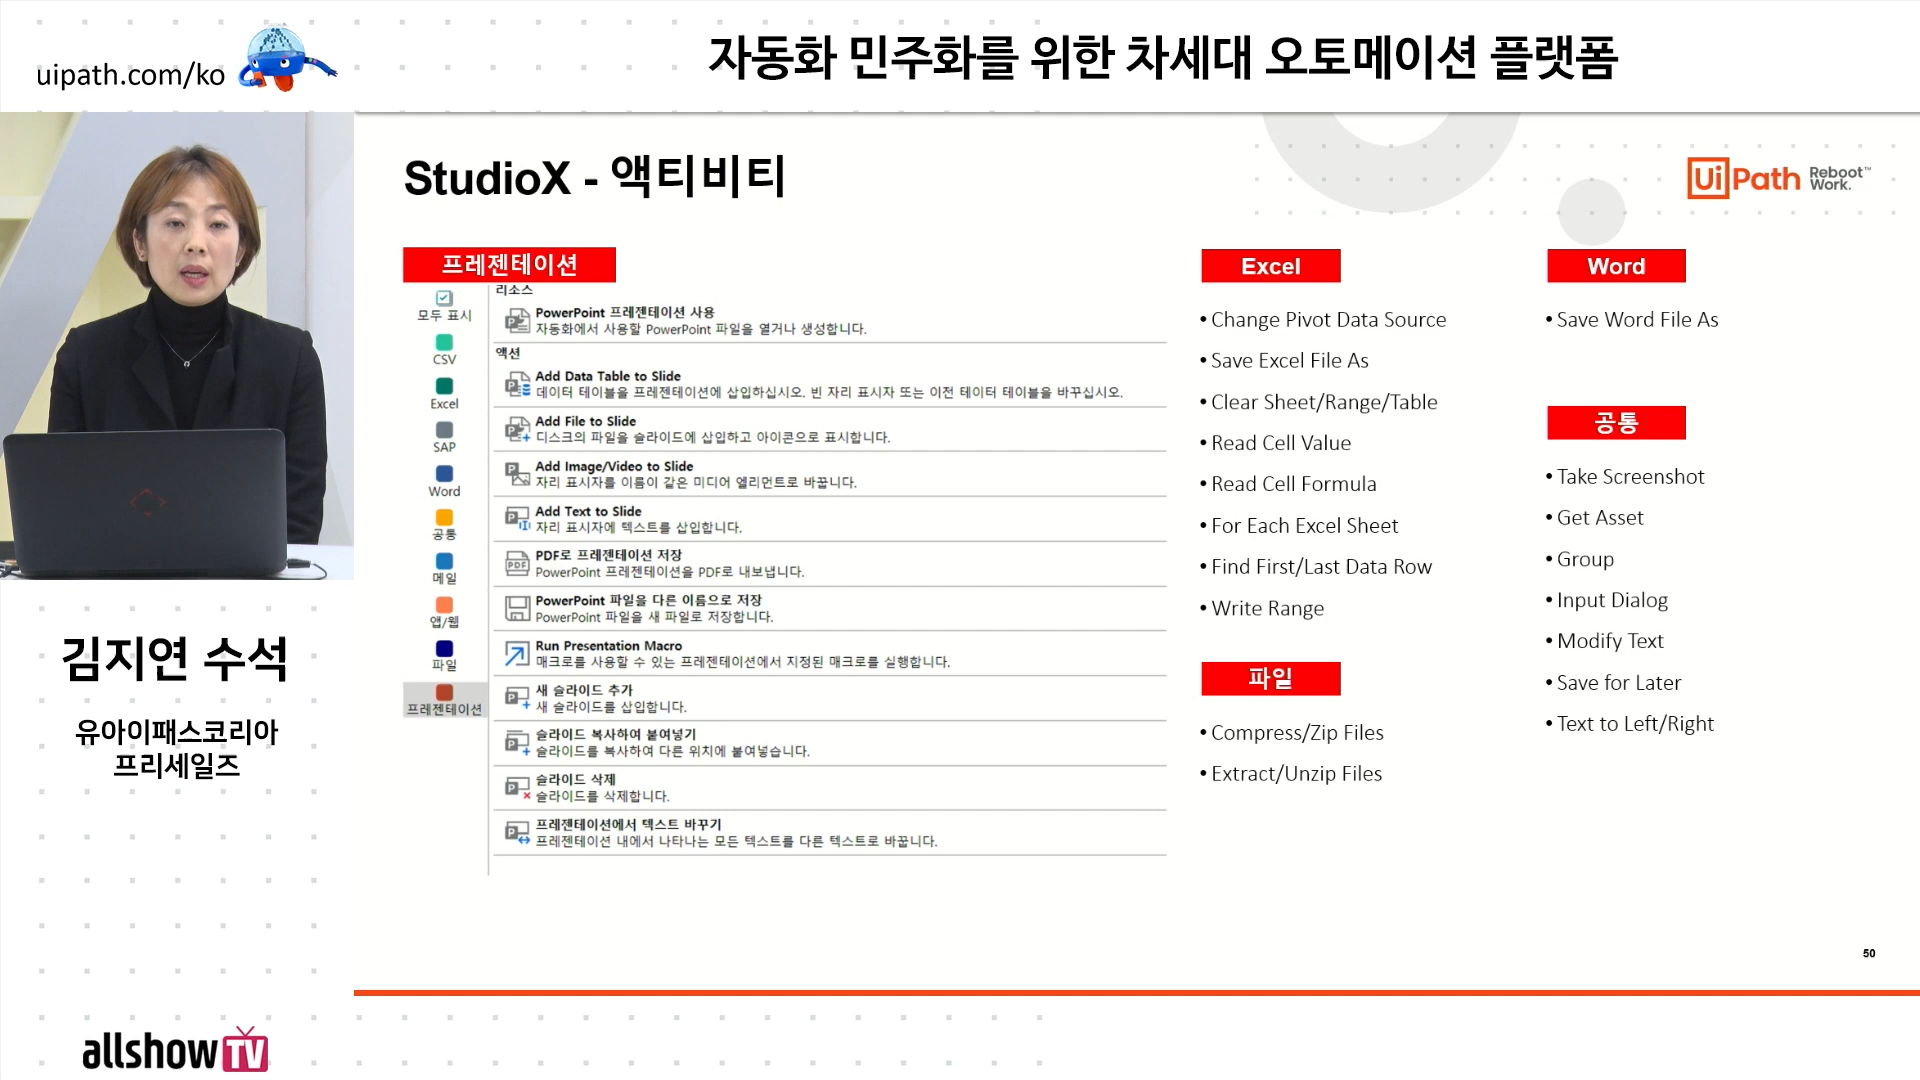 uipath.com/ko
자동화 민주화를 위한 차세대 오토메이션 플랫폼
김지연 수석
유아이패스코리아
프리세일즈
allshowTV
StudioX - 액티비티
UiPath Reboot™
Work.
프레젠테이션
모두 표시
CSV
Excel
SAP
Word
공통
메일
앱/웹
파일
프레젠테이션
리소스
PowerPoint 프레젠테이션 사용
자동화에서 사용할 PowerPoint 파일을 열거나 생성합니다.
액션
Add Data Table to Slide
데이터 테이블을 프레젠테이션에 삽입하십시오. 빈 자리 표시자 또는 이전 테이터 테이블을 바꾸십시오.
Add File to Slide
디스크의 파일을 슬라이드에 삽입하고 아이콘으로 표시합니다.
Add Image/Video to Slide
자리 표시자를 이름이 같은 미디어 엘리먼트로 바꿉니다.
Add Text to Slide
자리 표시자에 텍스트를 삽입합니다.
PDF로 프레젠테이션 저장
PowerPoint 프레젠테이션을 PDF로 내보냅니다.
PowerPoint 파일을 다른 이름으로 저장
PowerPoint 파일을 새 파일로 저장합니다.
Run Presentation Macro
매크로를 사용할 수 있는 프레젠테이션에서 지정된 매크로를 실행합니다.
새 슬라이드 추가
새 슬라이드를 삽입합니다.
슬라이드 복사하여 붙여넣기
슬라이드를 복사하여 다른 위치에 붙여넣습니다.
슬라이드 삭제
슬라이드를 삭제합니다.
프레젠테이션에서 텍스트 바꾸기
프레젠테이션 내에서 나타나는 모든 텍스트를 다른 텍스트로 바꿉니다.
Excel
• Change Pivot Data Source
• Save Excel File As
• Clear Sheet/Range/Table
• Read Cell Value
• Read Cell Formula
• For Each Excel Sheet
• Find First/Last Data Row
• Write Range
파일
• Compress/Zip Files
• Extract/Unzip Files
Word
• Save Word File As
공통
• Take Screenshot
• Get Asset
• Group
• Input Dialog
• Modify Text
• Save for Later
• Text to Left/Right
50